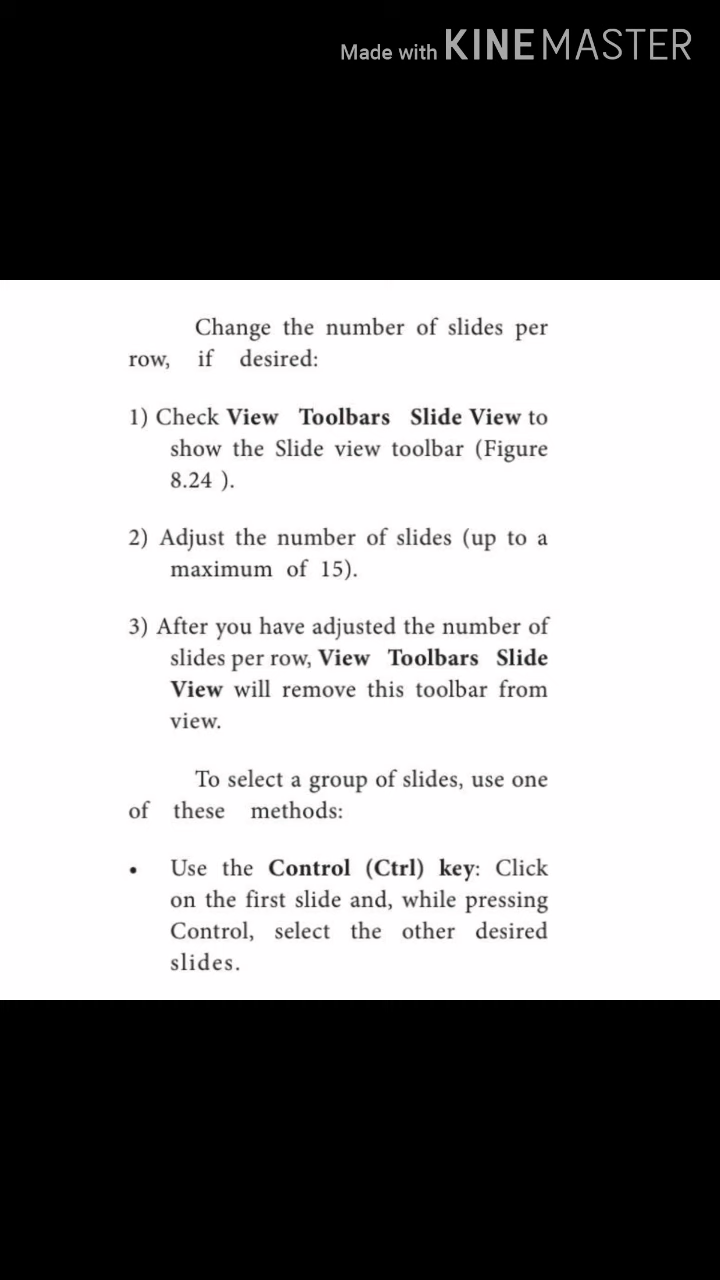 Made with KINEMASTER
Change the number of slides per
row, if desired:
1) Check View Toolbars Slide View to
show the Slide view toolbar (Figure
8.24 ).
2) Adjust the number of slides (up to a
maximum of 15).
3) After you have adjusted the number of
slides per row, View Toolbars Slide
View will remove this toolbar from
view.
To select a group of slides, use one
of these methods:
• Use the Control (Ctrl) key: Click
on the first slide and, while pressing
Control, select the other desired
slides.